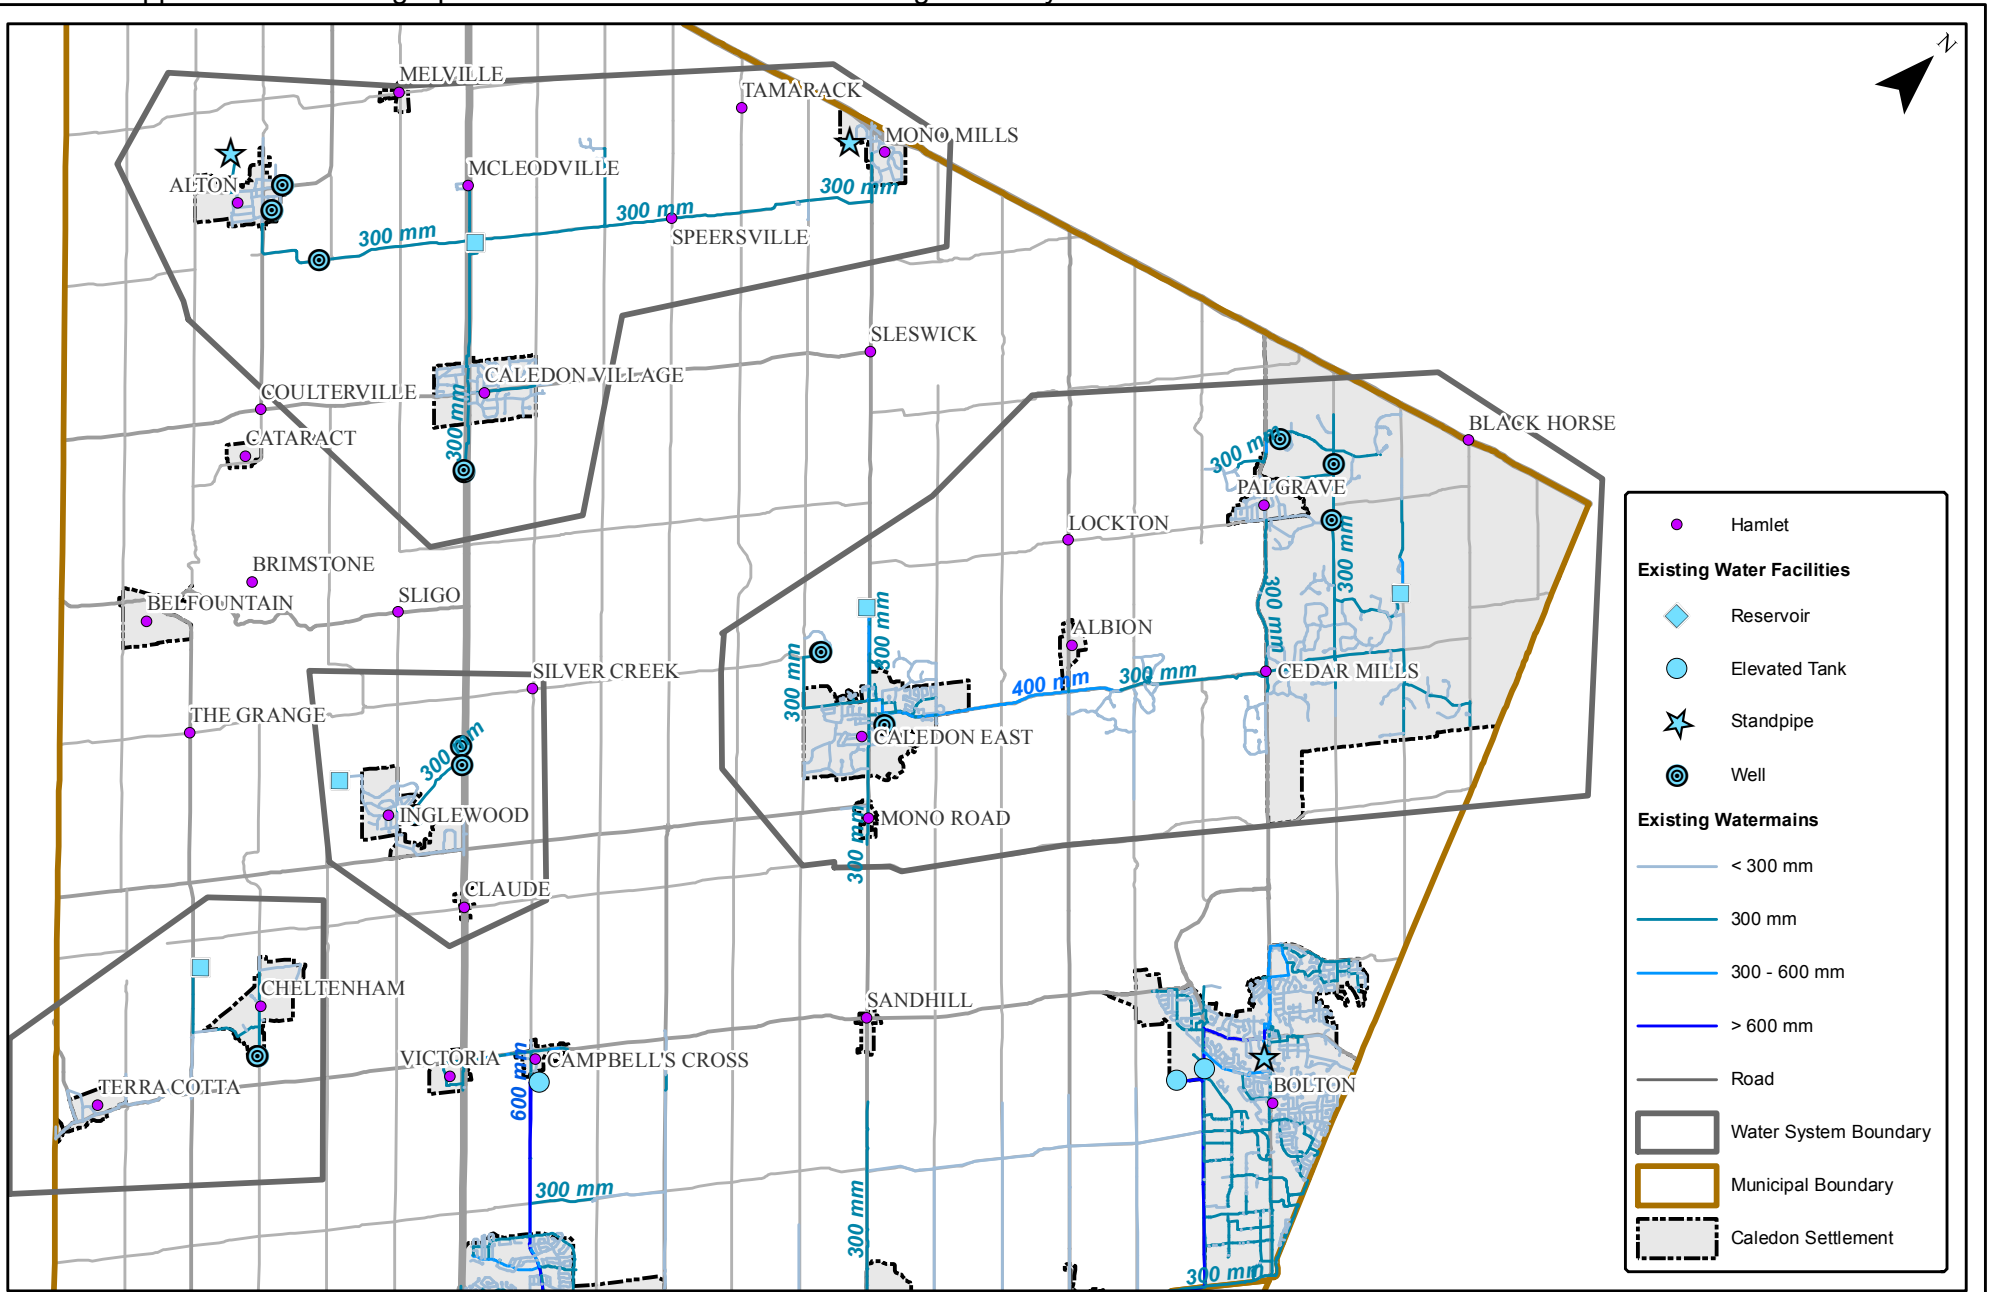 N
MELVILLE
TAMARACK
MONO MILLS
MCLEODVILLE
ALTON
300 mm
300 mm
300 mm
SPEERSVILLE
SLESWICK
CALEDON VILLAGE
COULTERVILLE
300 mm
CATARACT
BLACK HORSE
300 mm
PALGRAVE
LOCKTON
300 mm
BRIMSTONE
SLIGO
BELFOUNTAIN
300 mm
300 mm
ALBION
SILVER CREEK
300 mm
400 mm
300 mm
CEDAR MILLS
THE GRANGE
CALEDON EAST
300 mm
INGLEWOOD
MONO ROAD
300 mm
CLAUDE
CHELTENHAM
SANDHILL
VICTORIA
CAMPBELL'S CROSS
600 mm
TERRA COTTA
BOLTON
300 mm
300 mm
300 mm
Hamlet
Existing Water Facilities
Reservoir
Elevated Tank
Standpipe
Well
Existing Watermains
< 300 mm
300 mm
300 - 600 mm
> 600 mm
Road
Water System Boundary
Municipal Boundary
Caledon Settlement